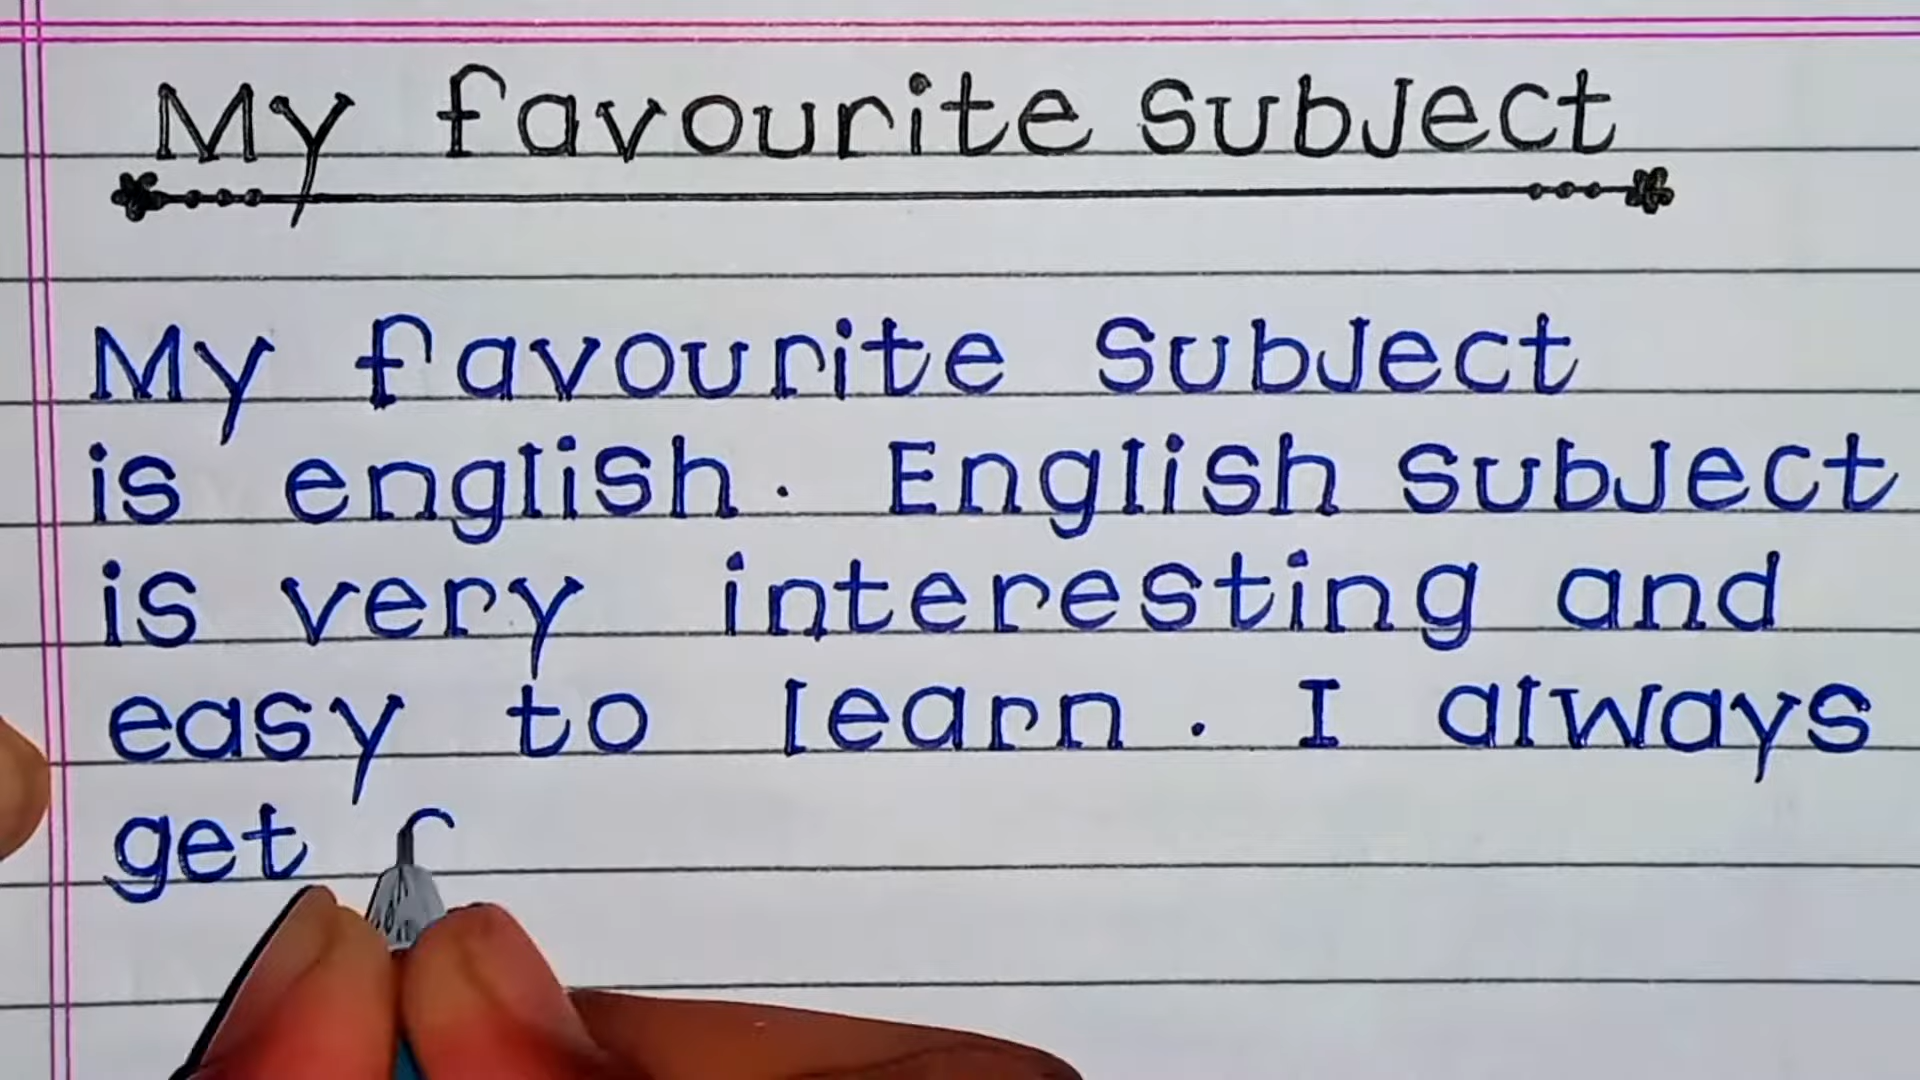 My favourite subJect
My favourite SubJect
is english. English subJect
is very interesting and
easy to learn. I always
get